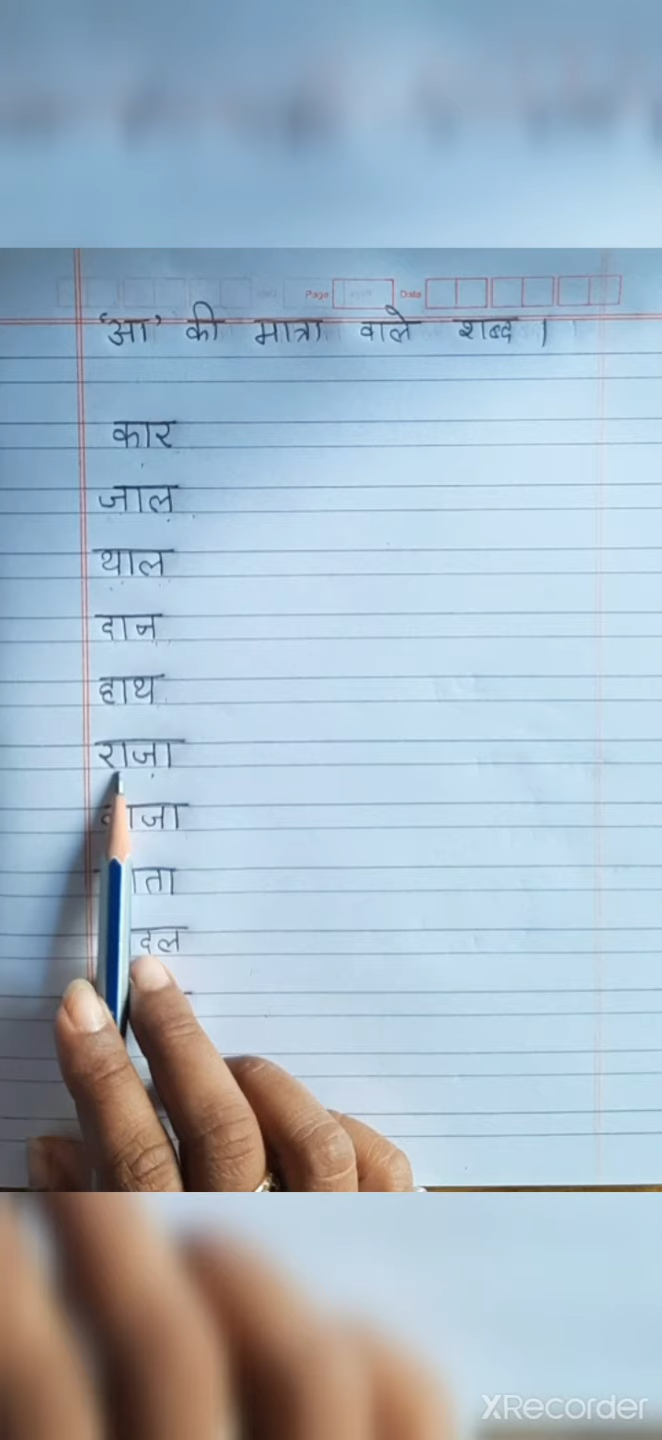 Page Date
'आ' की मात्रा वाले शब्द ।
कार
जाल
थाल
दान
हाथ
राजा
XRecorder